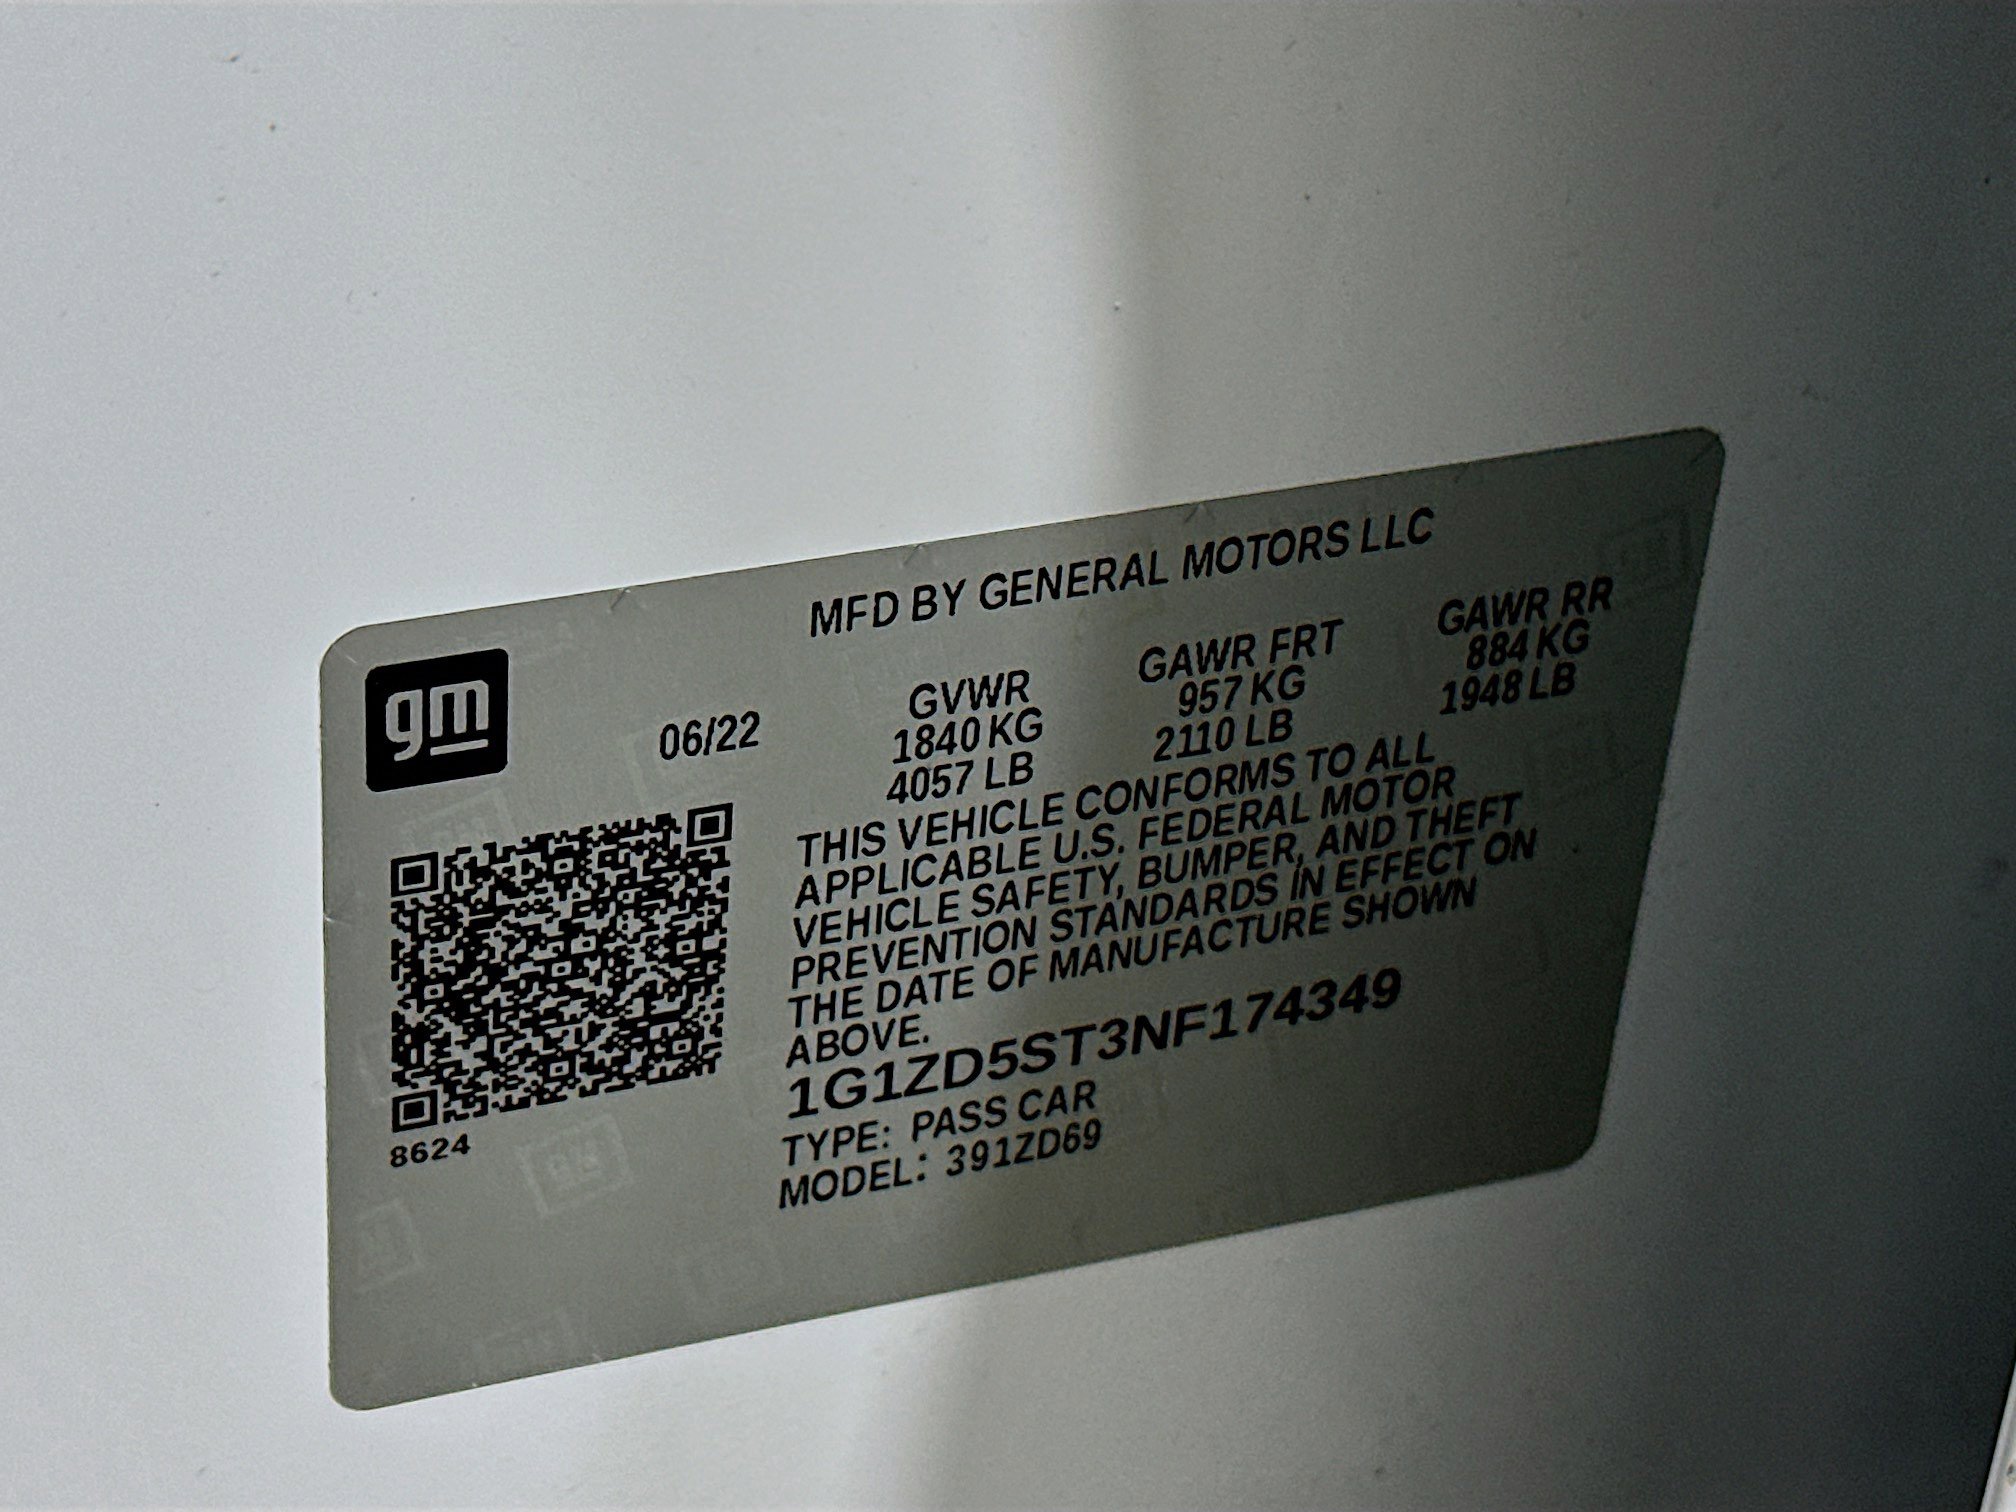 MFD BY GENERAL MOTORS LLC
gm
06/22
GVWR GAWR FRT GAWR RR
1840 KG 957 KG 884 KG
4057 LB 2110 LB 1948 LB
THIS VEHICLE CONFORMS TO ALL
APPLICABLE U.S. FEDERAL MOTOR
VEHICLE SAFETY, BUMPER, AND THEFT
PREVENTION STANDARDS IN EFFECT ON
THE DATE OF MANUFACTURE SHOWN
ABOVE.
1G1ZD5ST3NF174349
TYPE: PASS CAR
MODEL: 391ZD69
8624